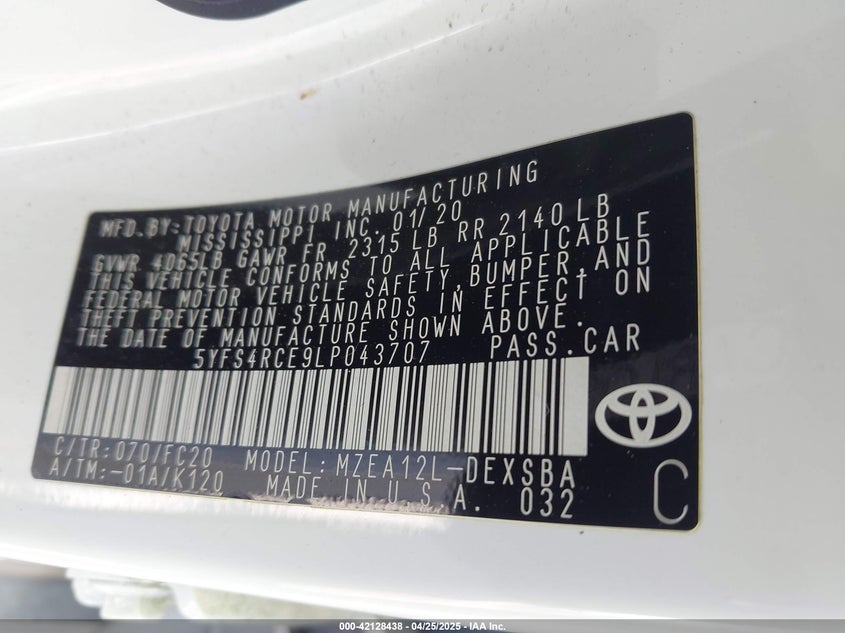 MFD. BY: TOYOTA MOTOR MANUFACTURING
MISSISSIPPI INC. 01/20
GVWR 4065LB GAWR FR 2315 LB RR 2140 LB
THIS VEHICLE CONFORMS TO ALL APPLICABLE
FEDERAL MOTOR VEHICLE SAFETY,BUMPER,AND
THEFT PREVENTION STANDARDS IN EFFECT ON
THE DATE OF MANUFACTURE SHOWN ABOVE.
5YFS4RCE9LP043707 PASS.CAR
C/TR:070/FC20 MODEL:MZEA12L-DEXSBA
A/TM:-01A/K120 MADE IN U.S.A. 032
C
000-42128438 - 04/25/2025 - IAA Inc.